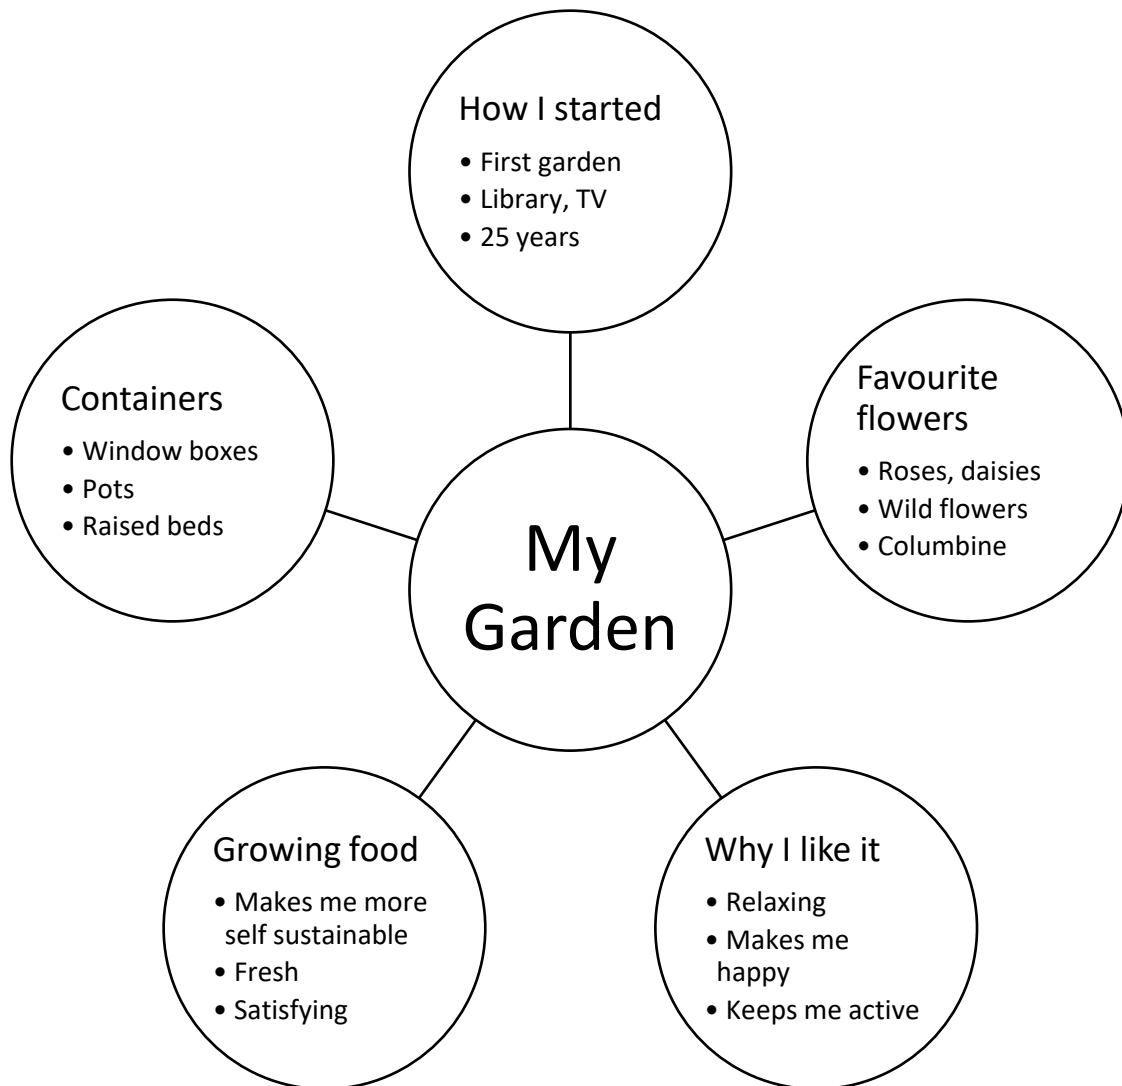 How I started
• First garden
• Library, TV
• 25 years
Containers
• Window boxes
• Pots
• Raised beds
Favourite
flowers
• Roses, daisies
• Wild flowers
• Columbine
My
Garden
Growing food
• Makes me more
self sustainable
• Fresh
• Satisfying
Why I like it
• Relaxing
• Makes me
happy
• Keeps me active